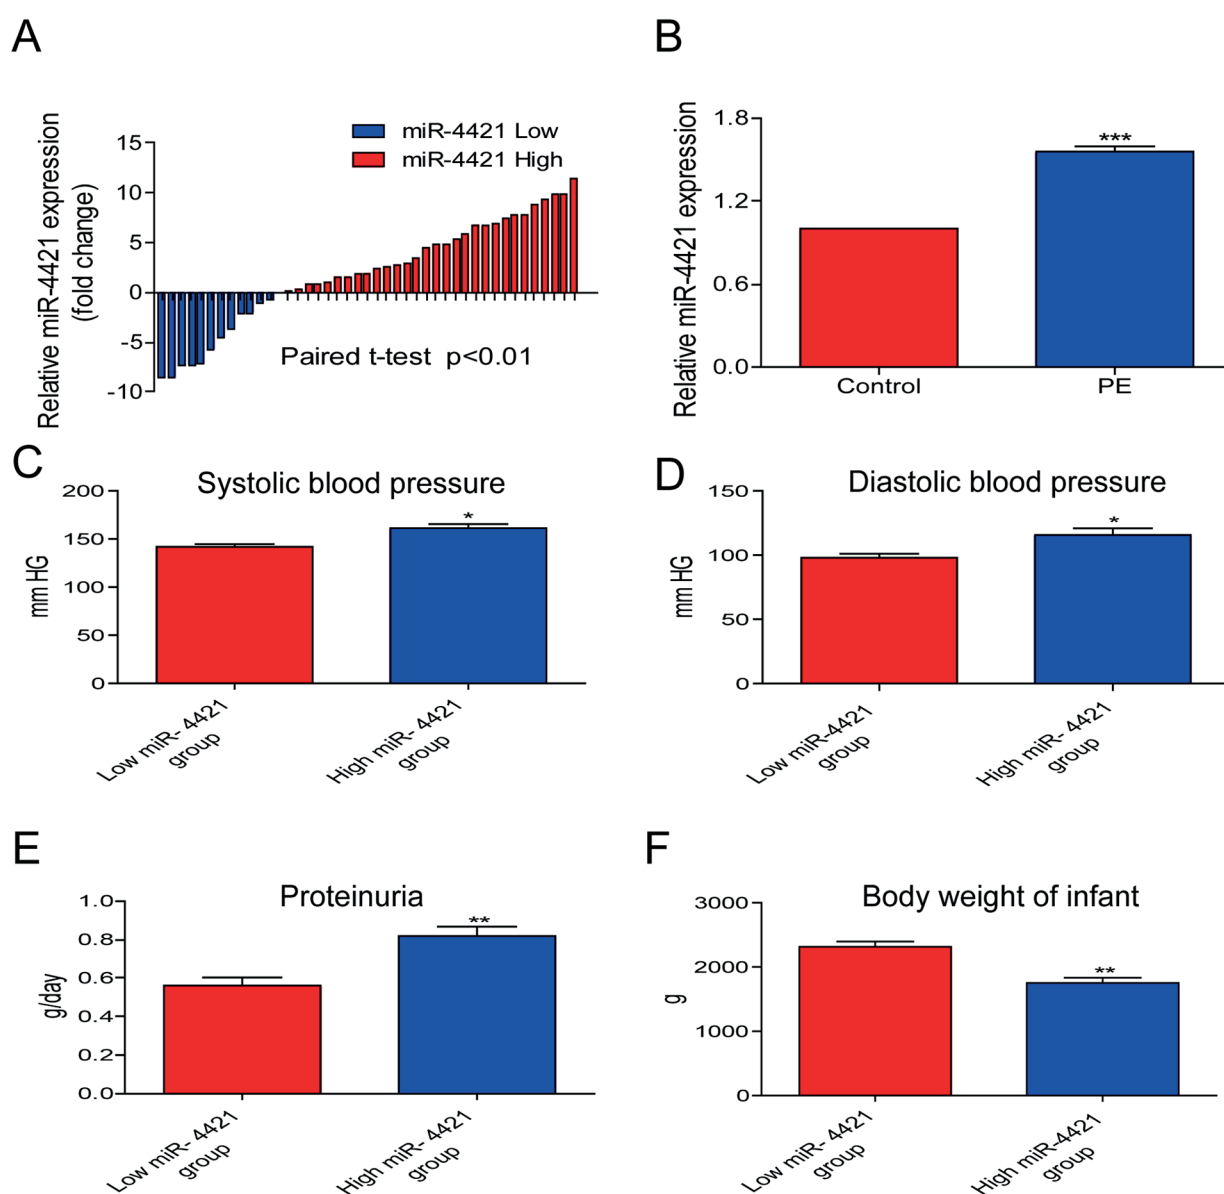 A
Relative miR-4421 expression
(fold change)
15
10
5
0
-5
-10
miR-4421 Low
miR-4421 High
Paired t-test p<0.01
B
Relative miR-4421 expression
1.8
1.2
0.6
0.0
***
Control
PE
C
Systolic blood pressure
mm HG
200
150
100
50
0
*
Low miR- 4421
group
High miR- 4421
group
D
Diastolic blood pressure
mm HG
150
100
50
0
*
Low miR-4421
group
High miR- 4421
group
E
Proteinuria
g/day
1.0
0.8
0.6
0.4
0.2
0.0
**
Low miR- 4421
group
High miR- 4421
group
F
Body weight of infant
g
3000
2000
1000
0
**
Low miR- 4421
group
High miR-4421
group